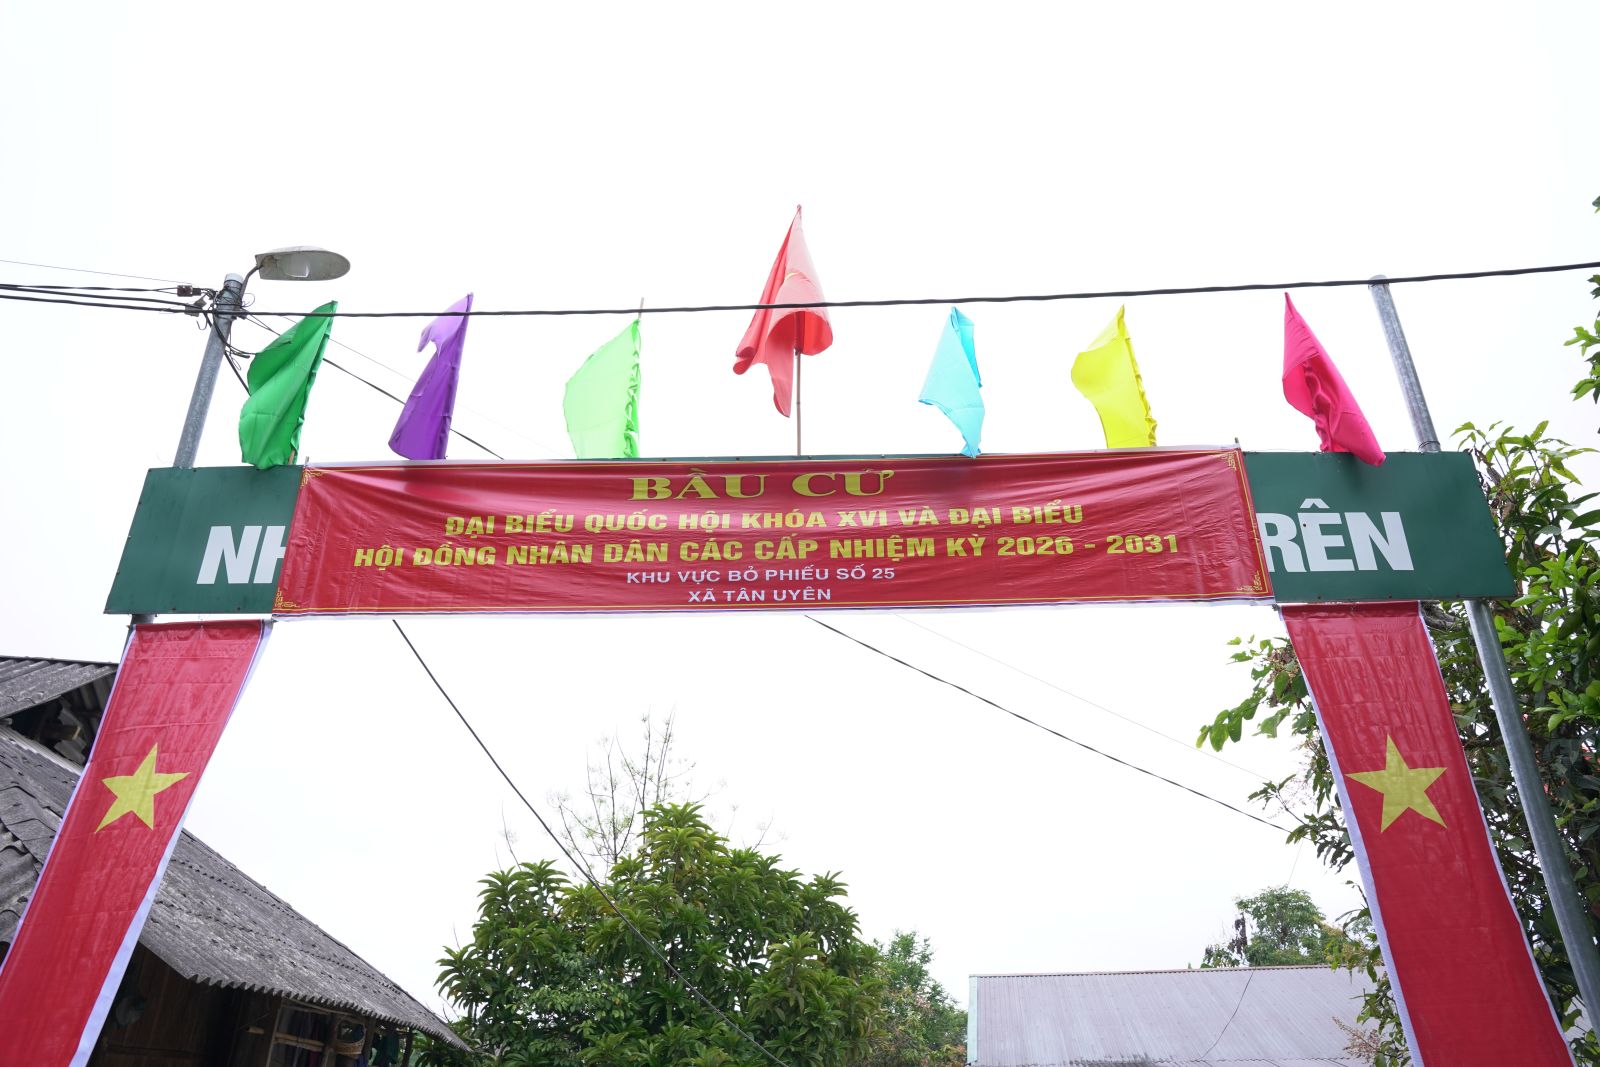 BẦU CỬ
ĐẠI BIỂU QUỐC HỘI KHÓA XVI VÀ ĐẠI BIỂU
HỘI ĐỒNG NHÂN DÂN CÁC CẤP NHIỆM KỲ 2026 - 2031
KHU VỰC BỎ PHIẾU SỐ 25
XÃ TÂN UYÊN
NH
RÊN